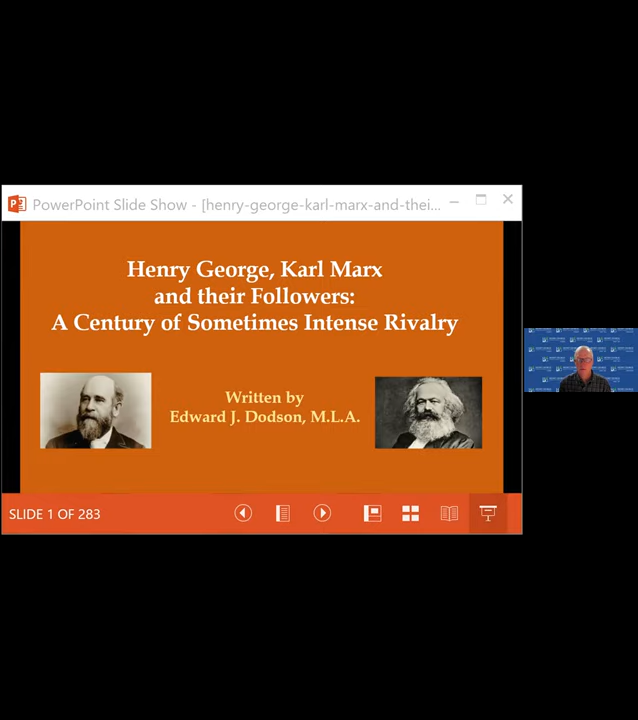 PowerPoint Slide Show - [henry-george-karl-marx-and-thei...
Henry George, Karl Marx
and their Followers:
A Century of Sometimes Intense Rivalry
Written by
Edward J. Dodson, M.L.A.
SLIDE 1 OF 283